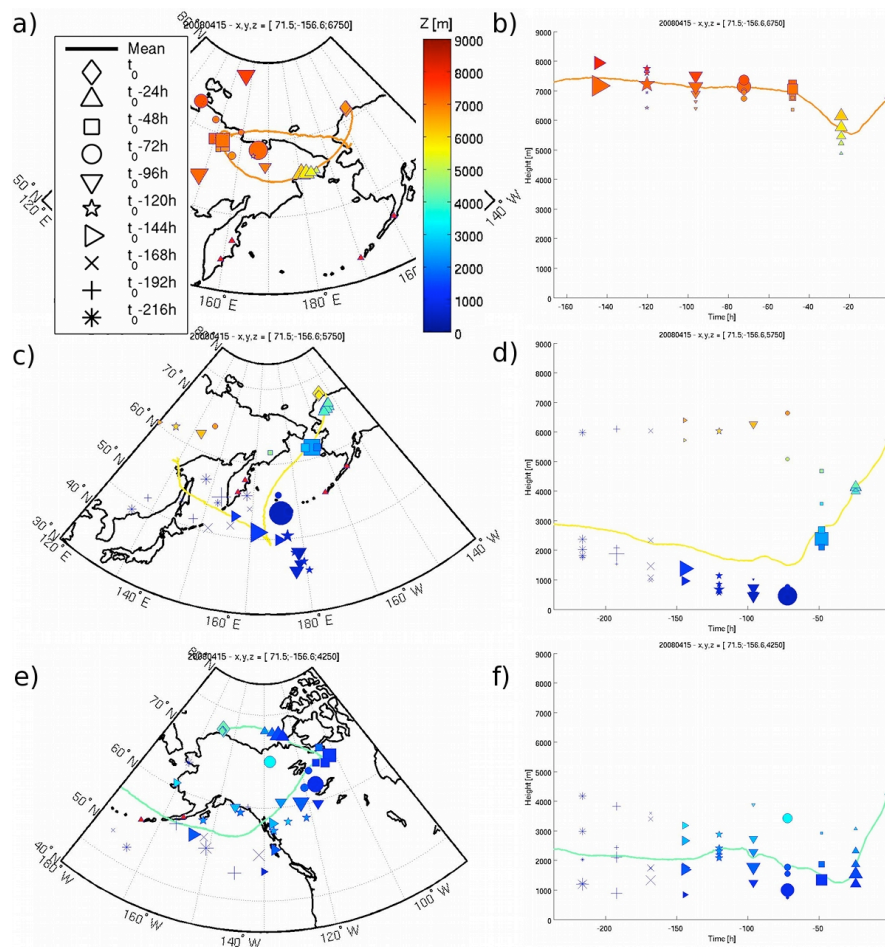 a)
20080415 - x,y,z = [ 71.5;-156.6;6750]
Z [m]
b)
20080415 - x,y,z = [ 71.5;-156.6;6750]
Mean
t0
t0-24h
t0-48h
t0-72h
t0-96h
t0-120h
t0-144h
t0-168h
t0-192h
t0-216h
80°N
50°N
120°E
160°E
180°E
160
140°W
9000
8000
7000
6000
5000
4000
3000
2000
1000
0
Height [m]
9000
8000
7000
6000
5000
4000
3000
2000
1000
0
-160 -140 -120 -100 -80 -60 -40 -20
Time [h]
c)
20080415 - x,y,z = [ 71.5;-156.6;5750]
80°N
70°N
60°N
50°N
40°N
30°N
120°E
140°E
160°E
180°E
160°W
140°W
d)
20080415 - x,y,z = [ 71.5;-156.6;5750]
Height [m]
9000
8000
7000
6000
5000
4000
3000
2000
1000
0
-200 -150 -100 -50
Time [h]
e)
20080415 - x,y,z = [ 71.5;-156.6;4250]
80°N
70°N
60°N
50°N
40°N
180°W
160°W
140°W
120°W
100°W
f)
20080415 - x,y,z = [ 71.5;-156.6;4250]
Height [m]
9000
8000
7000
6000
5000
4000
3000
2000
1000
0
-200 -150 -100 -50
Time [h]